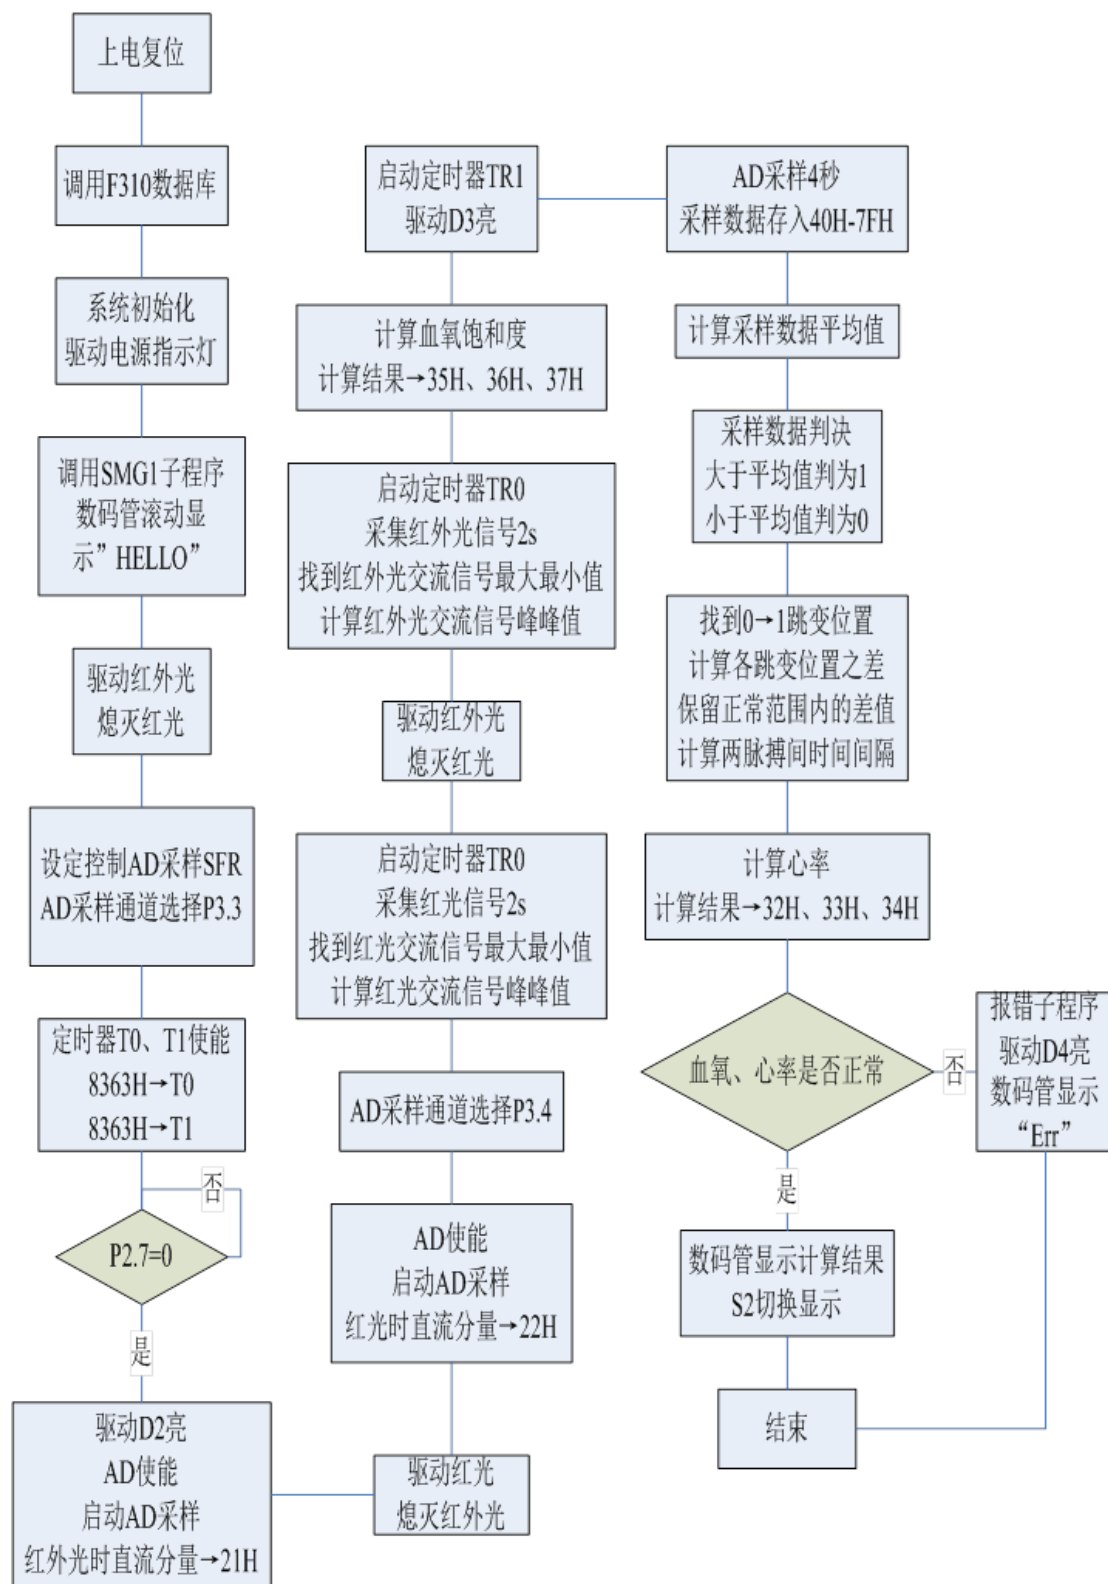 上电复位
调用F310数据库
系统初始化
驱动电源指示灯
调用SMG1子程序
数码管滚动显
示”HELLO”
驱动红外光
熄灭红光
设定控制AD采样SFR
AD采样通道选择P3.3
定时器T0、T1使能
8363H→T0
8363H→T1
否
P2.7=0
是
驱动D2亮
AD使能
启动AD采样
红外光时直流分量→21H
驱动红光
熄灭红外光
AD使能
启动AD采样
红光时直流分量→22H
AD采样通道选择P3.4
启动定时器TR0
采集红光信号2s
找到红光交流信号最大最小值
计算红光交流信号峰峰值
驱动红外光
熄灭红光
启动定时器TR0
采集红外光信号2s
找到红外光交流信号最大最小值
计算红外光交流信号峰峰值
计算血氧饱和度
计算结果→35H、36H、37H
启动定时器TR1
驱动D3亮
AD采样4秒
采样数据存入40H-7FH
计算采样数据平均值
采样数据判决
大于平均值判为1
小于平均值判为0
找到0→1跳变位置
计算各跳变位置之差
保留正常范围内的差值
计算两脉搏间时间间隔
计算心率
计算结果→32H、33H、34H
血氧、心率是否正常
否
报错子程序
驱动D4亮
数码管显示
“Err”
是
数码管显示计算结果
S2切换显示
结束